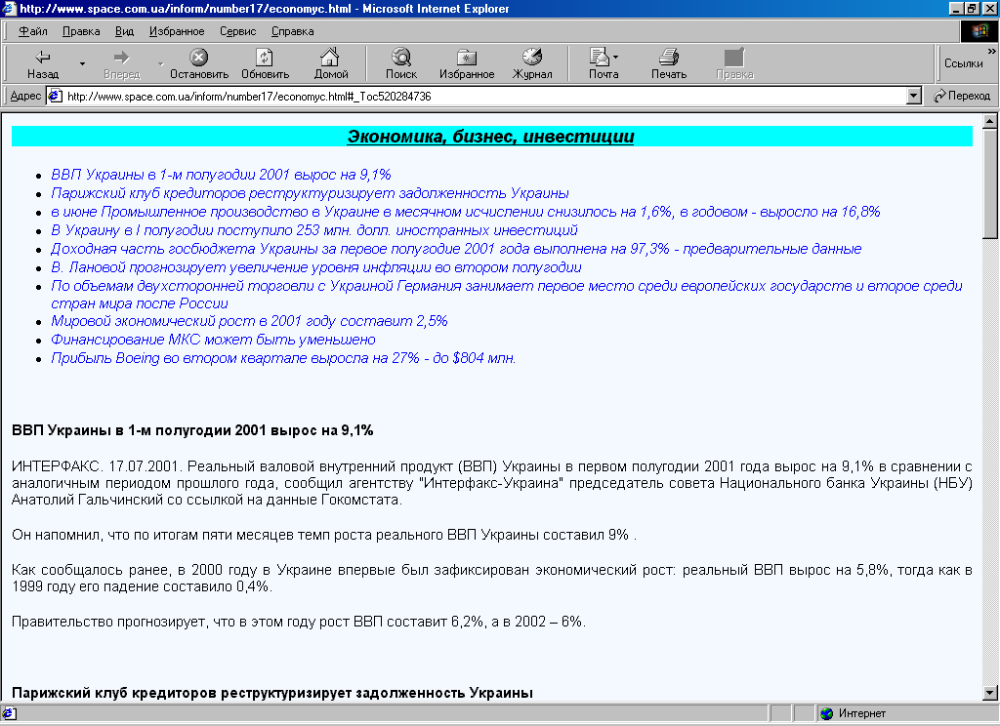 http://www.space.com.ua/inform/number17/economyc.html - Microsoft Internet Explorer
Файл Правка Вид Избранное Сервис Справка
Назад Вперед Остановить Обновить Домой Поиск Избранное Журнал Почта Печать Правка Ссылки »
Адрес http://www.space.com.ua/inform/number17/economyc.html#_Toc520284736 Переход
Экономика, бизнес, инвестиции
• ВВП Украины в 1-м полугодии 2001 вырос на 9,1%
• Парижский клуб кредиторов реструктуризирует задолженность Украины
• в июне Промышленное производство в Украине в месячном исчислении снизилось на 1,6%, в годовом - выросло на 16,8%
• В Украину в I полугодии поступило 253 млн. долл. иностранных инвестиций
• Доходная часть госбюджета Украины за первое полугодие 2001 года выполнена на 97,3% - предварительные данные
• В. Лановой прогнозирует увеличение уровня инфляции во втором полугодии
• По объемам двухсторонней торговли с Украиной Германия занимает первое место среди европейских государств и второе среди
стран мира после России
• Мировой экономический рост в 2001 году составит 2,5%
• Финансирование МКС может быть уменьшено
• Прибыль Boeing во втором квартале выросла на 27% - до $804 млн.
ВВП Украины в 1-м полугодии 2001 вырос на 9,1%
ИНТЕРФАКС. 17.07.2001. Реальный валовой внутренний продукт (ВВП) Украины в первом полугодии 2001 года вырос на 9,1% в сравнении с
аналогичным периодом прошлого года, сообщил агентству "Интерфакс-Украина" председатель совета Национального банка Украины (НБУ)
Анатолий Гальчинский со ссылкой на данные Гокомстата.
Он напомнил, что по итогам пяти месяцев темп роста реального ВВП Украины составил 9% .
Как сообщалось ранее, в 2000 году в Украине впервые был зафиксирован экономический рост: реальный ВВП вырос на 5,8%, тогда как в
1999 году его падение составило 0,4%.
Правительство прогнозирует, что в этом году рост ВВП составит 6,2%, а в 2002 – 6%.
Парижский клуб кредиторов реструктуризирует задолженность Украины
Интернет